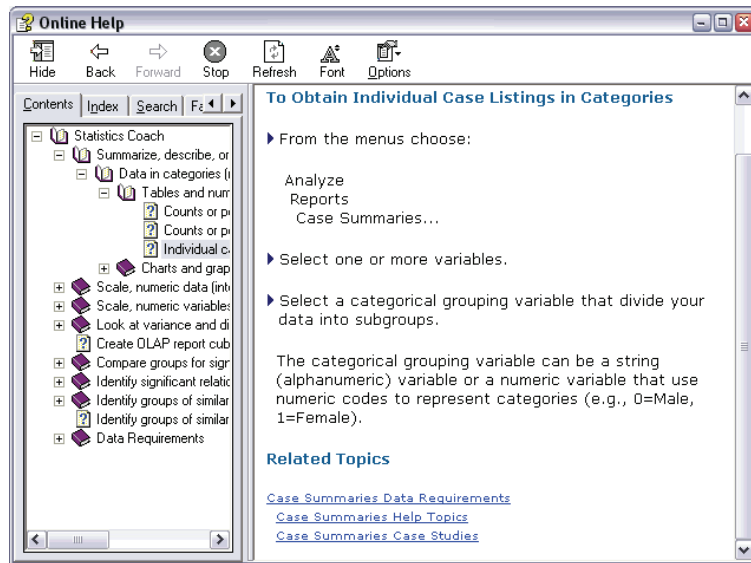 Online Help
Hide Back Forward Stop Refresh Font Options
Contents Index Search Fa
Statistics Coach
Summarize, describe, or
Data in categories (
Tables and num
Counts or p
Counts or p
Individual c
Charts and grap
Scale, numeric data (int
Scale, numeric variables
Look at variance and di
Create OLAP report cub
Compare groups for sign
Identify significant relatic
Identify groups of similar
Identify groups of similar
Data Requirements
To Obtain Individual Case Listings in Categories
From the menus choose:
Analyze
Reports
Case Summaries...
Select one or more variables.
Select a categorical grouping variable that divide your
data into subgroups.
The categorical grouping variable can be a string
(alphanumeric) variable or a numeric variable that use
numeric codes to represent categories (e.g., 0=Male,
1=Female).
Related Topics
Case Summaries Data Requirements
Case Summaries Help Topics
Case Summaries Case Studies